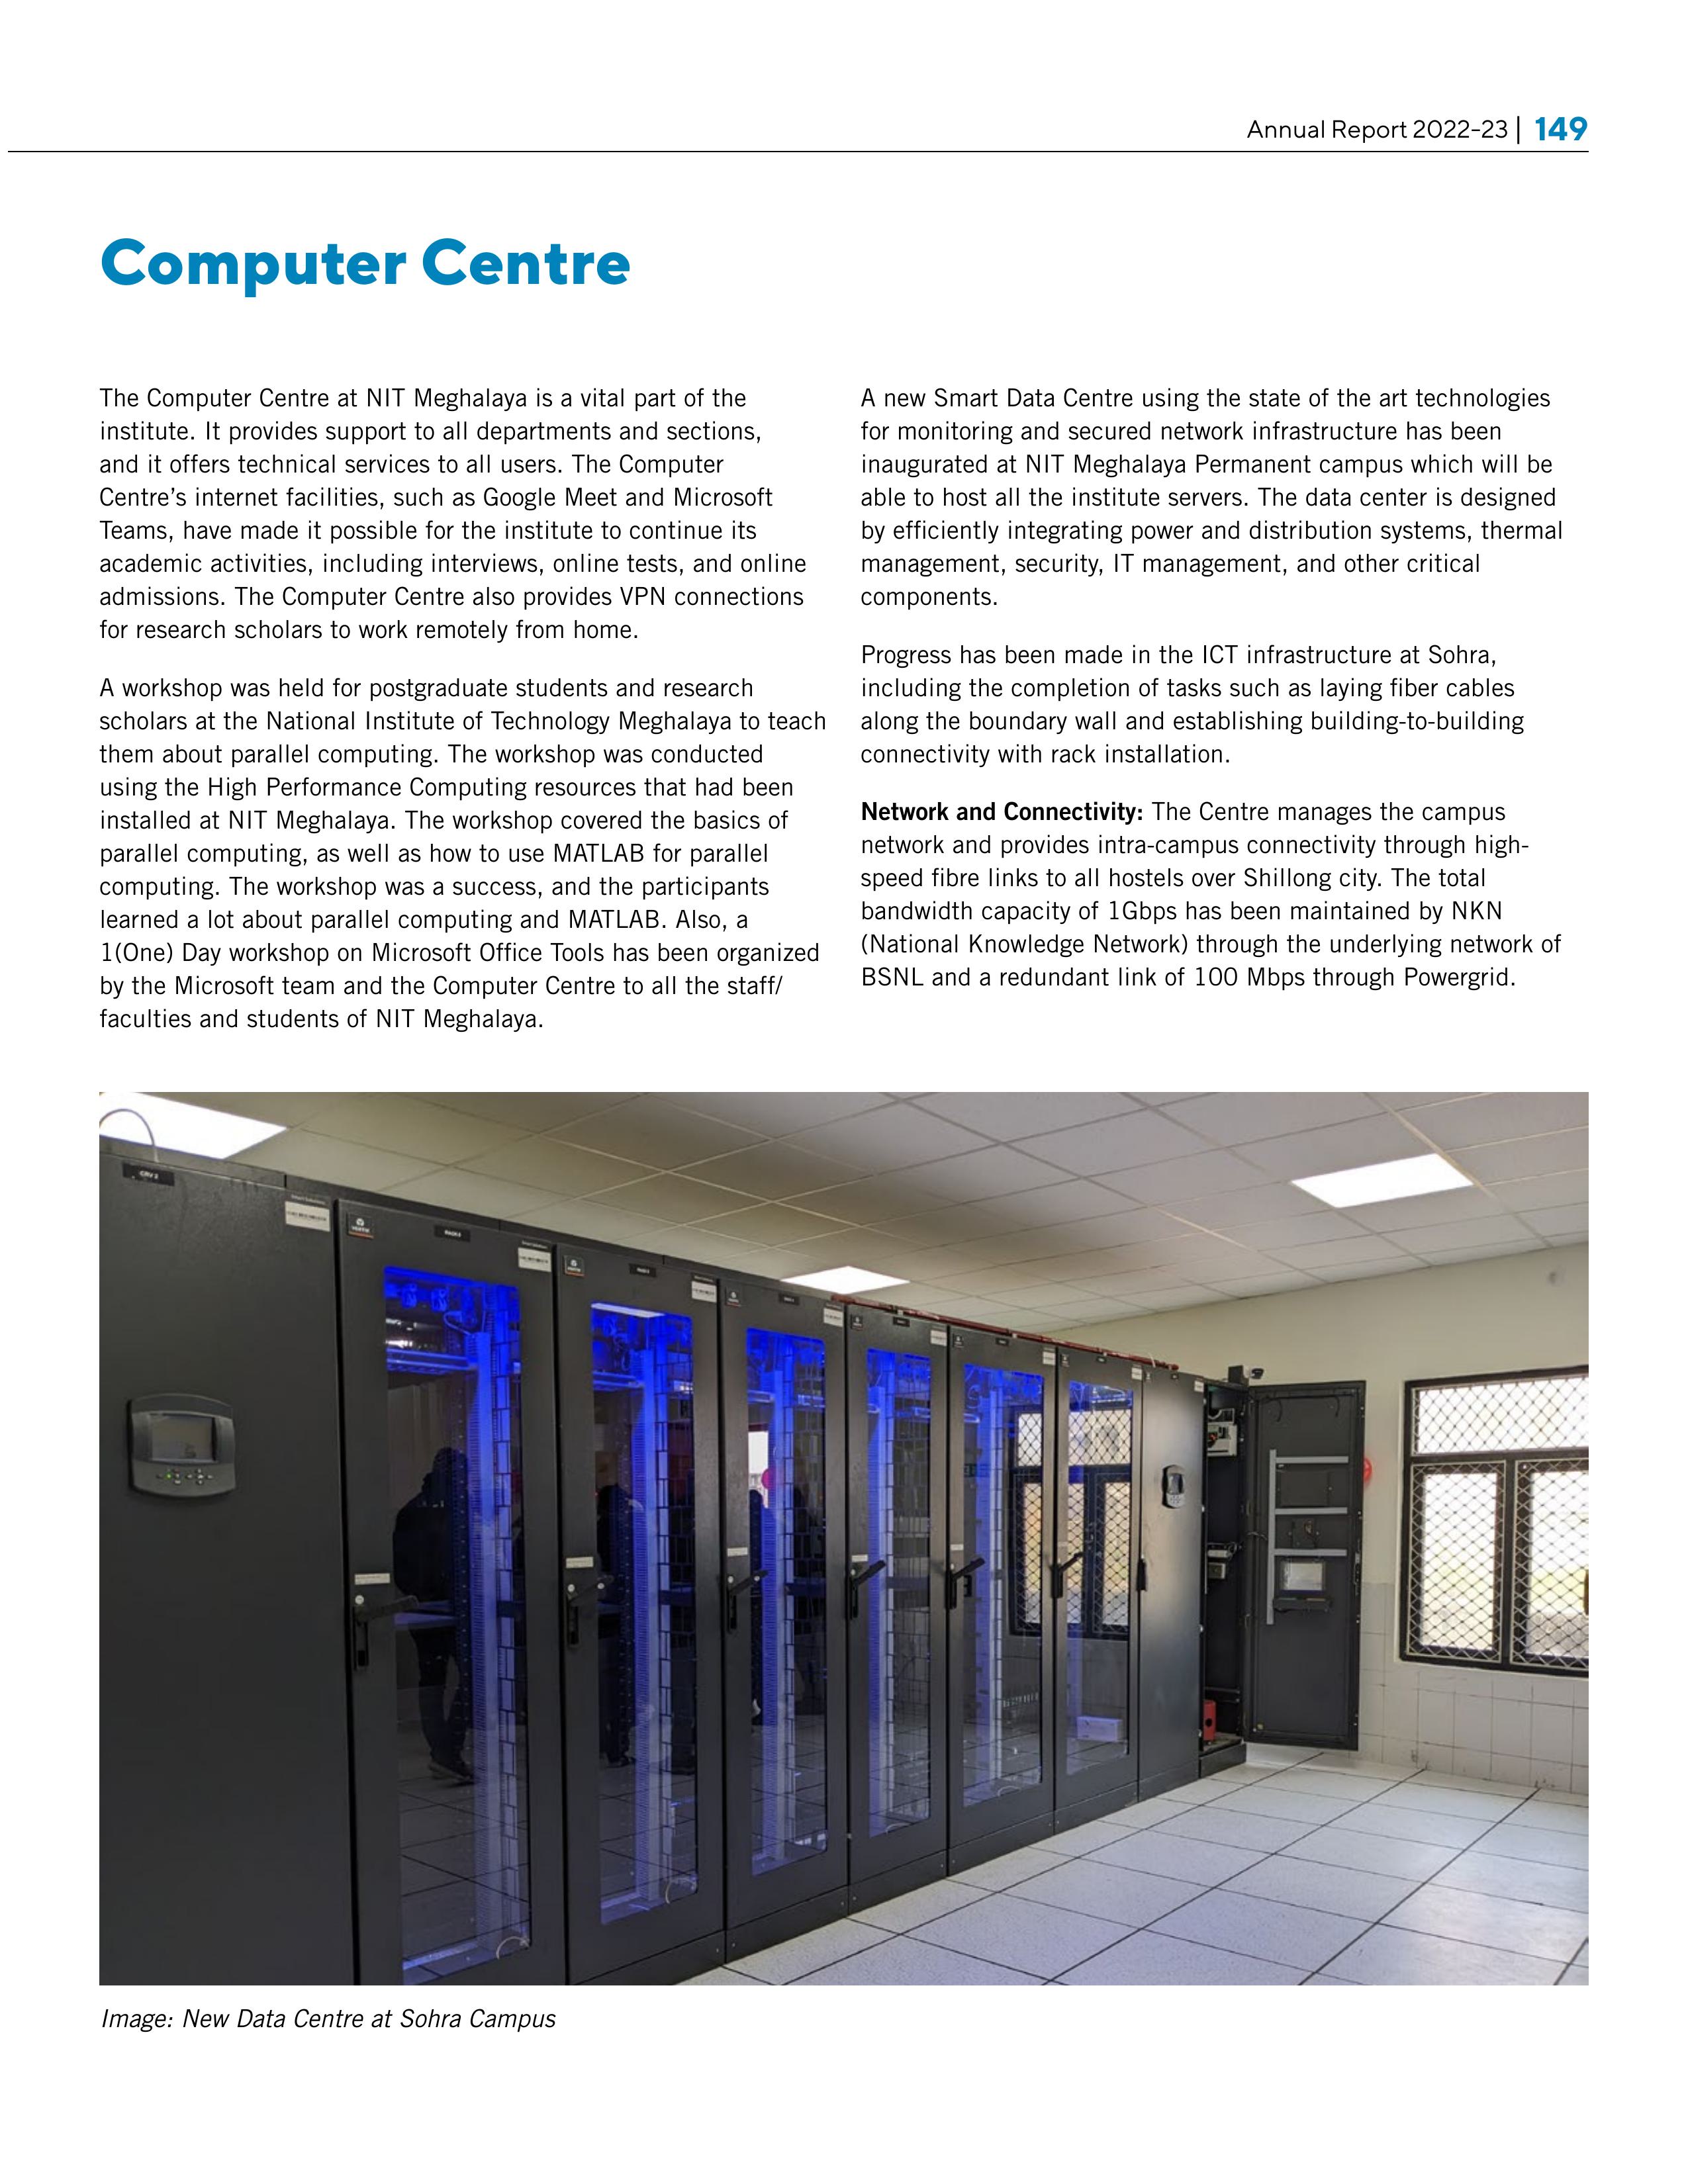 Annual Report 2022-23 | 149
Computer Centre
The Computer Centre at NIT Meghalaya is a vital part of the
institute. It provides support to all departments and sections,
and it offers technical services to all users. The Computer
Centre’s internet facilities, such as Google Meet and Microsoft
Teams, have made it possible for the institute to continue its
academic activities, including interviews, online tests, and online
admissions. The Computer Centre also provides VPN connections
for research scholars to work remotely from home.
A workshop was held for postgraduate students and research
scholars at the National Institute of Technology Meghalaya to teach
them about parallel computing. The workshop was conducted
using the High Performance Computing resources that had been
installed at NIT Meghalaya. The workshop covered the basics of
parallel computing, as well as how to use MATLAB for parallel
computing. The workshop was a success, and the participants
learned a lot about parallel computing and MATLAB. Also, a
1(One) Day workshop on Microsoft Office Tools has been organized
by the Microsoft team and the Computer Centre to all the staff/
faculties and students of NIT Meghalaya.
A new Smart Data Centre using the state of the art technologies
for monitoring and secured network infrastructure has been
inaugurated at NIT Meghalaya Permanent campus which will be
able to host all the institute servers. The data center is designed
by efficiently integrating power and distribution systems, thermal
management, security, IT management, and other critical
components.
Progress has been made in the ICT infrastructure at Sohra,
including the completion of tasks such as laying fiber cables
along the boundary wall and establishing building-to-building
connectivity with rack installation.
Network and Connectivity: The Centre manages the campus
network and provides intra-campus connectivity through high-
speed fibre links to all hostels over Shillong city. The total
bandwidth capacity of 1Gbps has been maintained by NKN
(National Knowledge Network) through the underlying network of
BSNL and a redundant link of 100 Mbps through Powergrid.
Image: New Data Centre at Sohra Campus